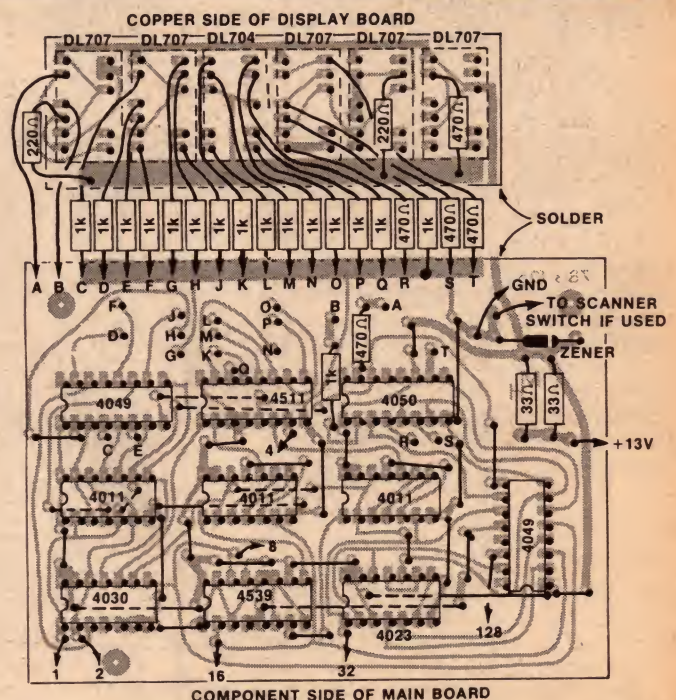 COPPER SIDE OF DISPLAY BOARD
DL707 DL707 DL704 DL707 DL707 DL707
220Ω 220Ω 470Ω
1k 1k 1k 1k 1k 1k 1k 1k 1k 1k 1k 1k 1k 1k 470Ω 1k 470Ω 470Ω
SOLDER
A B C D E F G H J K L M N O P Q R S T
GND
TO SCANNER
SWITCH IF USED
ZENER
F J L O B A
D H M P
G K N T
Q
1k 470Ω 33Ω 33Ω
4049 4511 4050
+13V
C E 4 R S
4011 4011 4011
4049
8
4030 4539 4023
128
1 2 16 32
COMPONENT SIDE OF MAIN BOARD